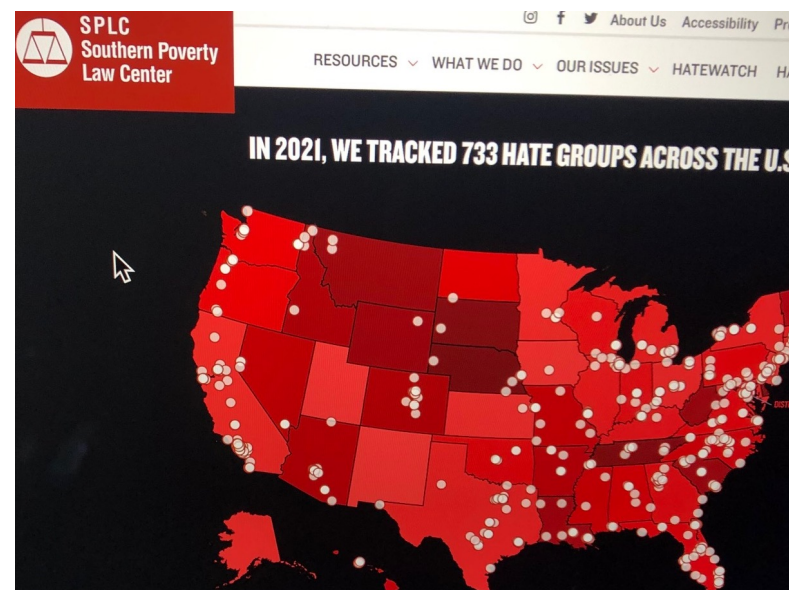 SPLC
Southern Poverty
Law Center
About Us Accessibility
RESOURCES WHAT WE DO OUR ISSUES HATEWATCH
IN 2021, WE TRACKED 733 HATE GROUPS ACROSS THE U.S